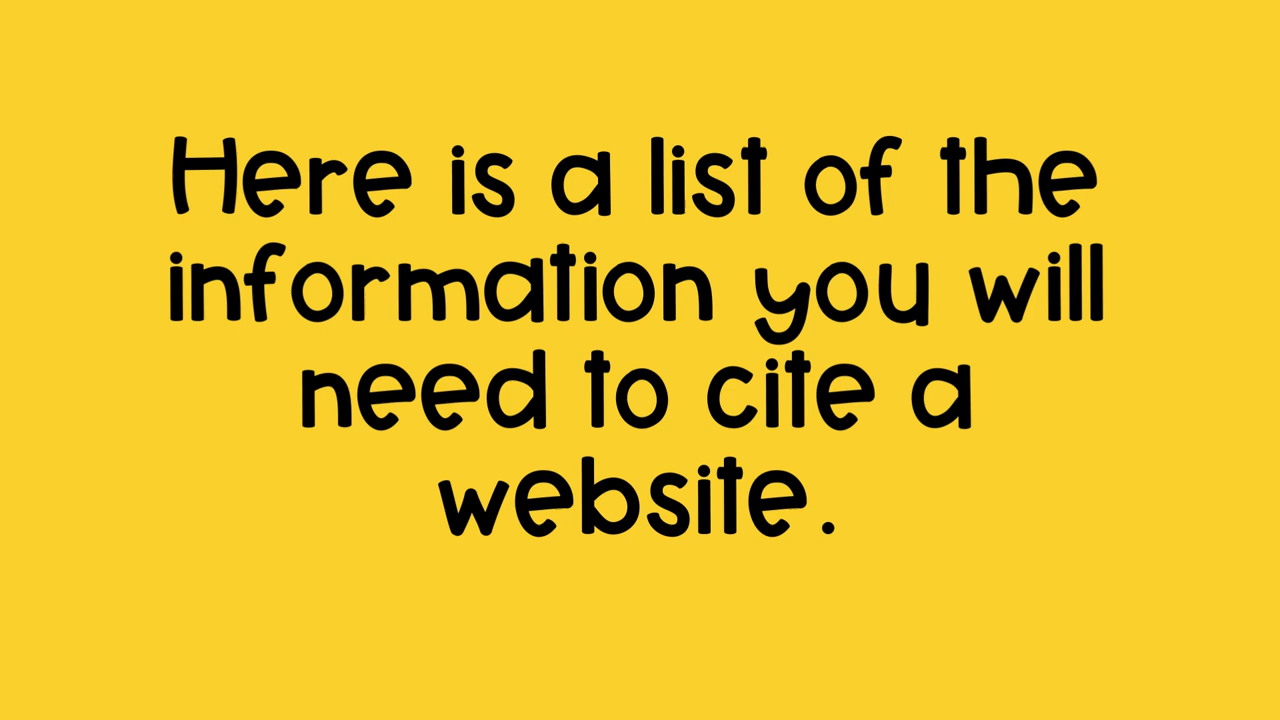 Here is a list of the
information you will
need to cite a
website.